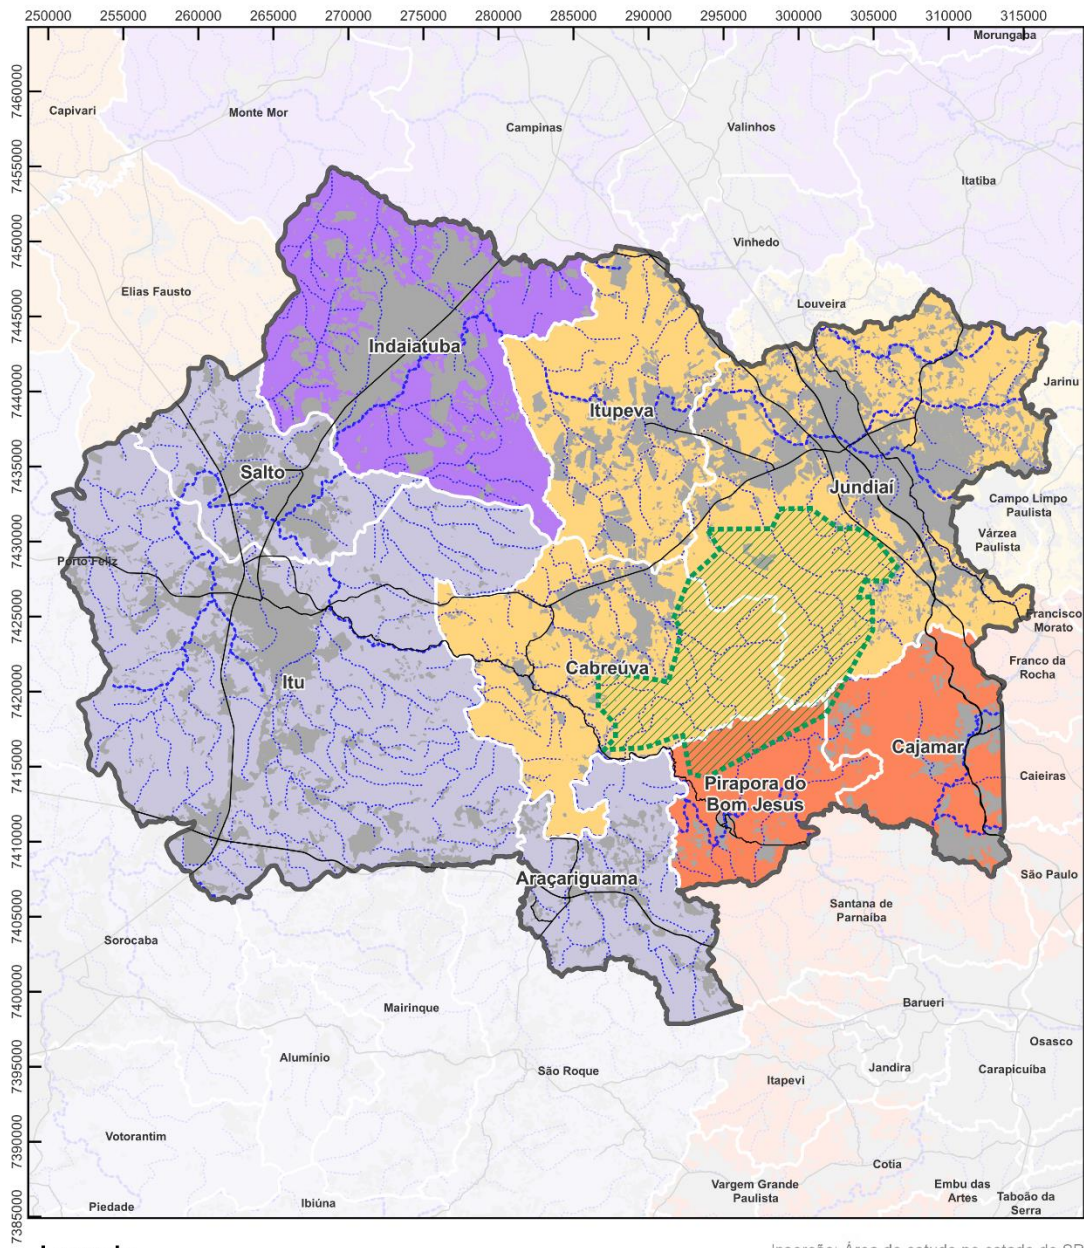 250000 255000 260000 265000 270000 275000 280000 285000 290000 295000 300000 305000 310000 315000
7460000
7455000
7450000
7445000
7440000
7435000
7430000
7425000
7420000
7415000
7410000
7405000
7400000
7395000
7390000
7385000
Morungaba
Capivari
Monte Mor
Campinas
Valinhos
Itatiba
Vinhedo
Elias Fausto
Louveira
Indaiatuba
Jarinu
Itupeva
Salto
Jundiaí
Campo Limpo
Paulista
Várzea
Paulista
Porto Feliz
Francisco
Morato
Franco da
Rocha
Cabreúva
Itu
Cajamar
Caieiras
Pirapora do
Bom Jesus
Araçariguama
São Paulo
Santana de
Parnaíba
Sorocaba
Mairinque
Barueri
Osasco
Alumínio
São Roque
Jandira
Carapicuíba
Itapevi
Votorantim
Cotia
Vargem Grande
Paulista
Embu das
Artes
Taboão da
Serra
Piedade
Ibiúna